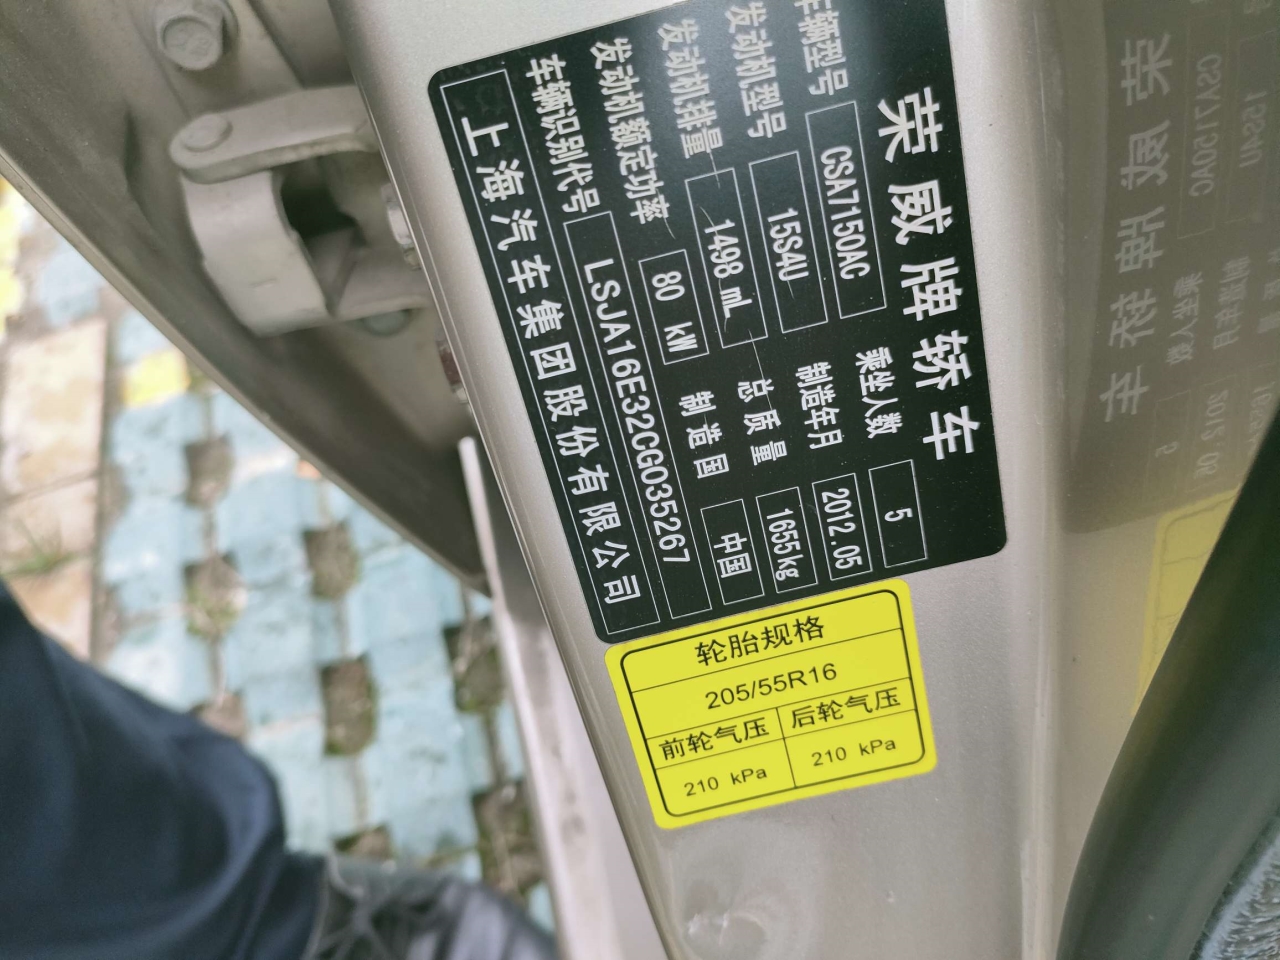 荣威牌轿车
车辆型号 CSA7150AC 乘坐人数 5
发动机型号 15S4U 制造年月 2012.05
发动机排量 1498 mL 总质量 1655kg
发动机额定功率 80 kW 制造国 中国
车辆识别代号 LSJA16E32CG035267
上海汽车集团股份有限公司
轮胎规格
205/55R16
前轮气压 后轮气压
210 kPa 210 kPa